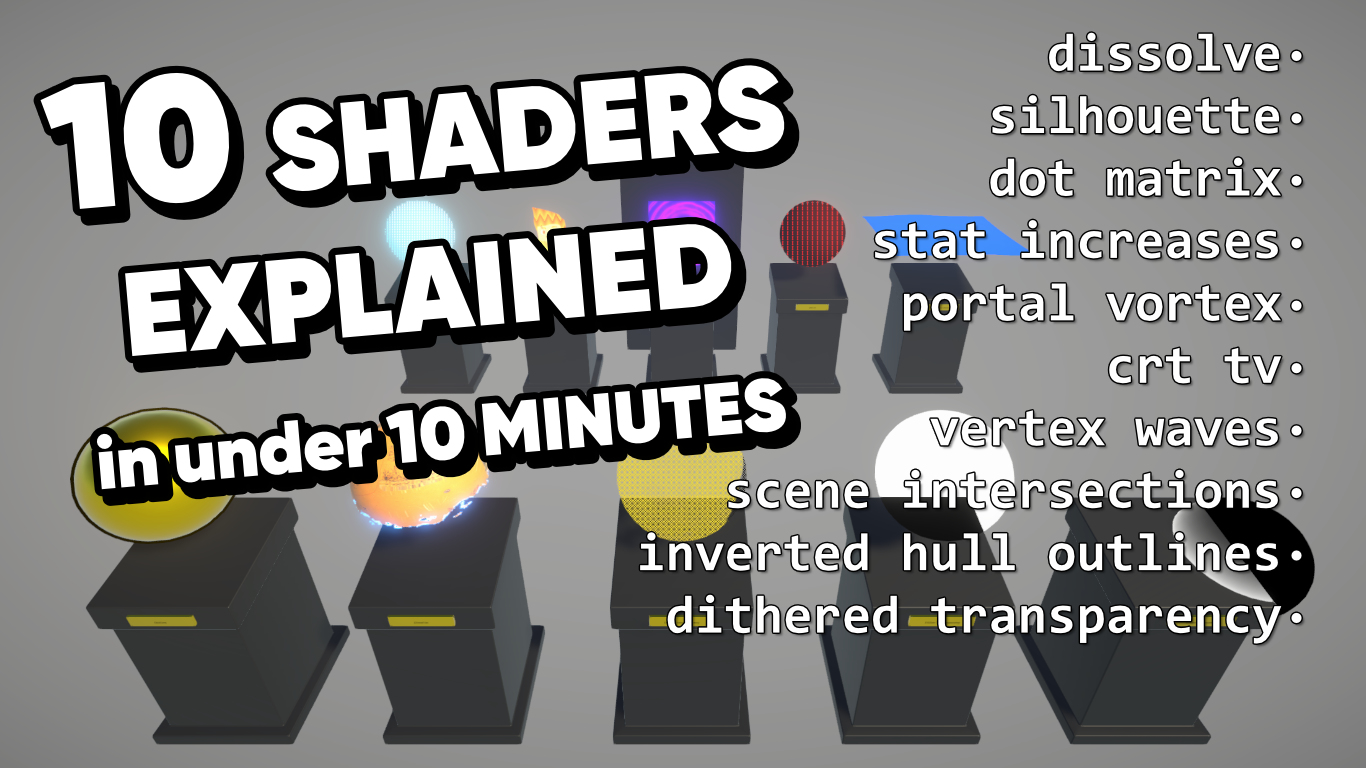 10 SHADERS
EXPLAINED
in under 10 MINUTES
dissolve•
silhouette•
dot matrix•
stat increases•
portal vortex•
crt tv•
vertex waves•
scene intersections•
inverted hull outlines•
dithered transparency•